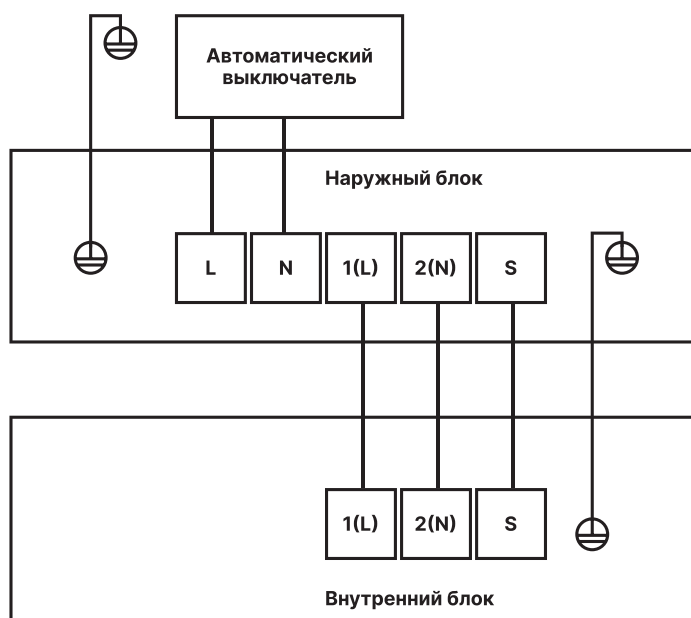 Автоматический
выключатель
Наружный блок
L N 1(L) 2(N) S
1(L) 2(N) S
Внутренний блок